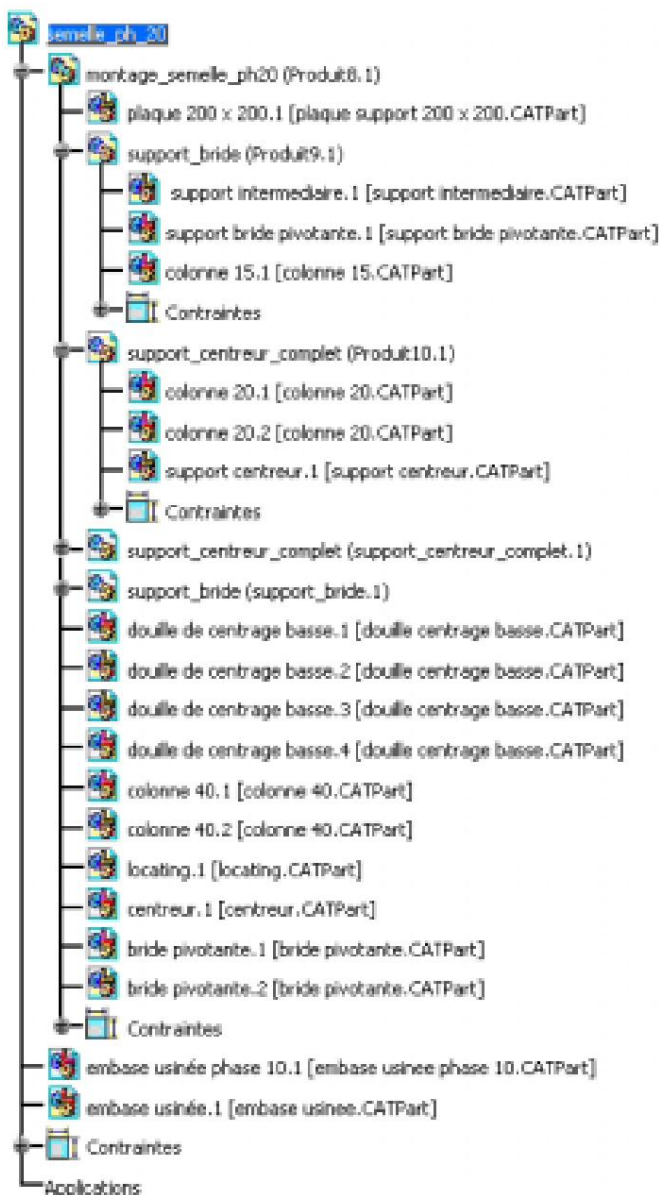 semelle_ph_20
montage_semelle_ph20 (Produit8.1)
plaque 200 x 200.1 [plaque support 200 x 200.CATPart]
support_bride (Produit9.1)
support intermediaire.1 [support intermediaire.CATPart]
support bride pivotante.1 [support bride pivotante.CATPart]
colonne 15.1 [colonne 15.CATPart]
Contraintes
support_centreur_complet (Produit10.1)
colonne 20.1 [colonne 20.CATPart]
colonne 20.2 [colonne 20.CATPart]
support centreur.1 [support centreur.CATPart]
Contraintes
support_centreur_complet (support_centreur_complet.1)
support_bride (support_bride.1)
douille de centrage basse.1 [douille centrage basse.CATPart]
douille de centrage basse.2 [douille centrage basse.CATPart]
douille de centrage basse.3 [douille centrage basse.CATPart]
douille de centrage basse.4 [douille centrage basse.CATPart]
colonne 40.1 [colonne 40.CATPart]
colonne 40.2 [colonne 40.CATPart]
locating.1 [locating.CATPart]
centreur.1 [centreur.CATPart]
bride pivotante.1 [bride pivotante.CATPart]
bride pivotante.2 [bride pivotante.CATPart]
Contraintes
embase usinée phase 10.1 [embase usinee phase 10.CATPart]
embase usinée.1 [embase usinee.CATPart]
Contraintes
Applications